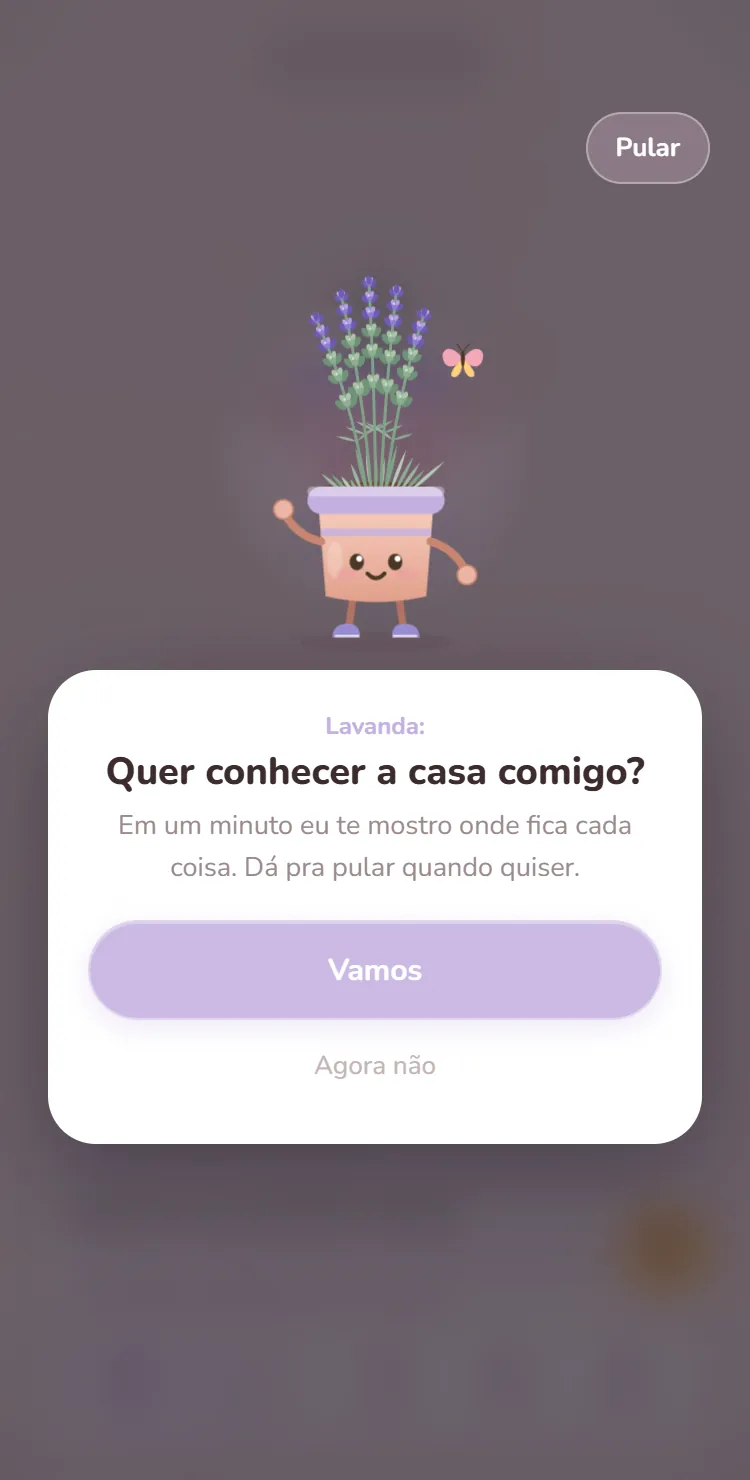 Pular
Lavanda:
Quer conhecer a casa comigo?
Em um minuto eu te mostro onde fica cada
coisa. Dá pra pular quando quiser.
Vamos
Agora não